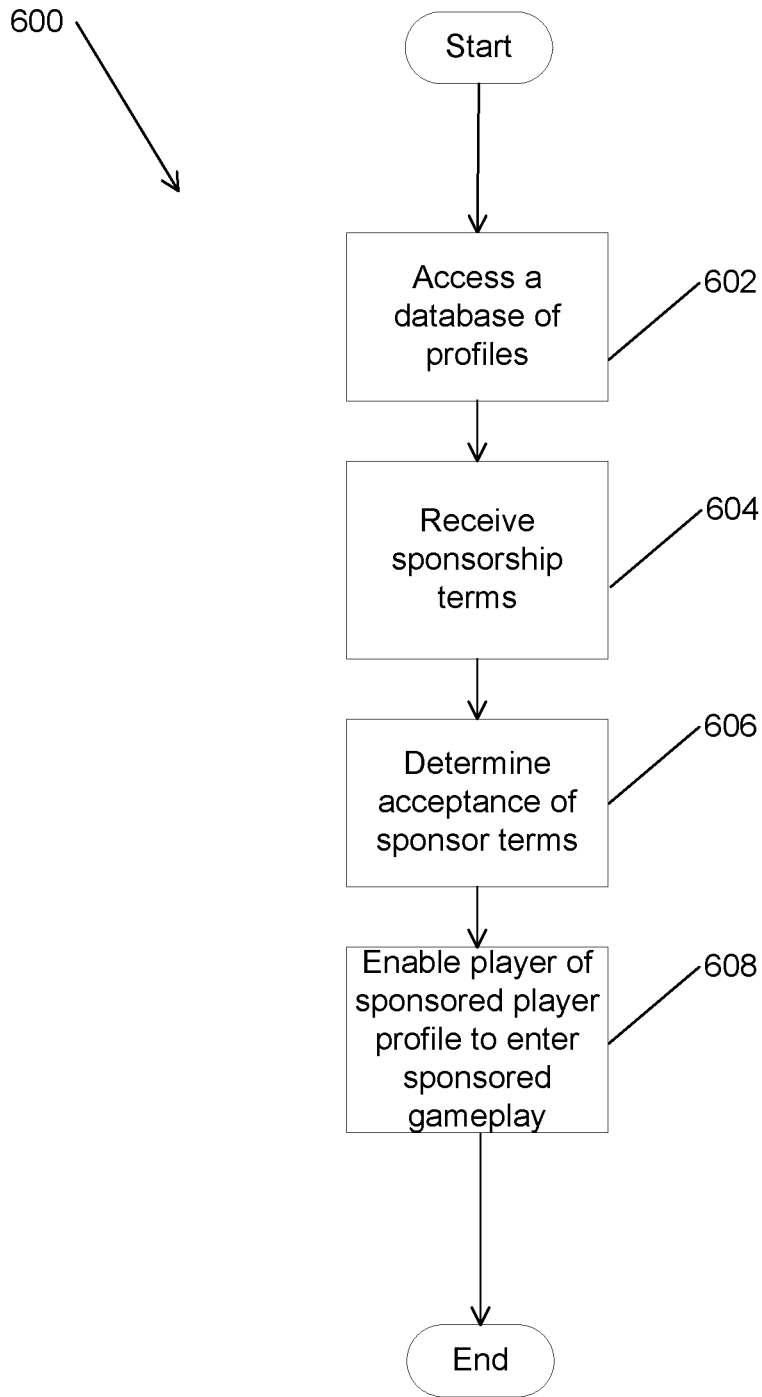 600
Start
Access a
database of
profiles
602
Receive
sponsorship
terms
604
Determine
acceptance of
sponsor terms
606
Enable player of
sponsored player
profile to enter
sponsored
gameplay
608
End